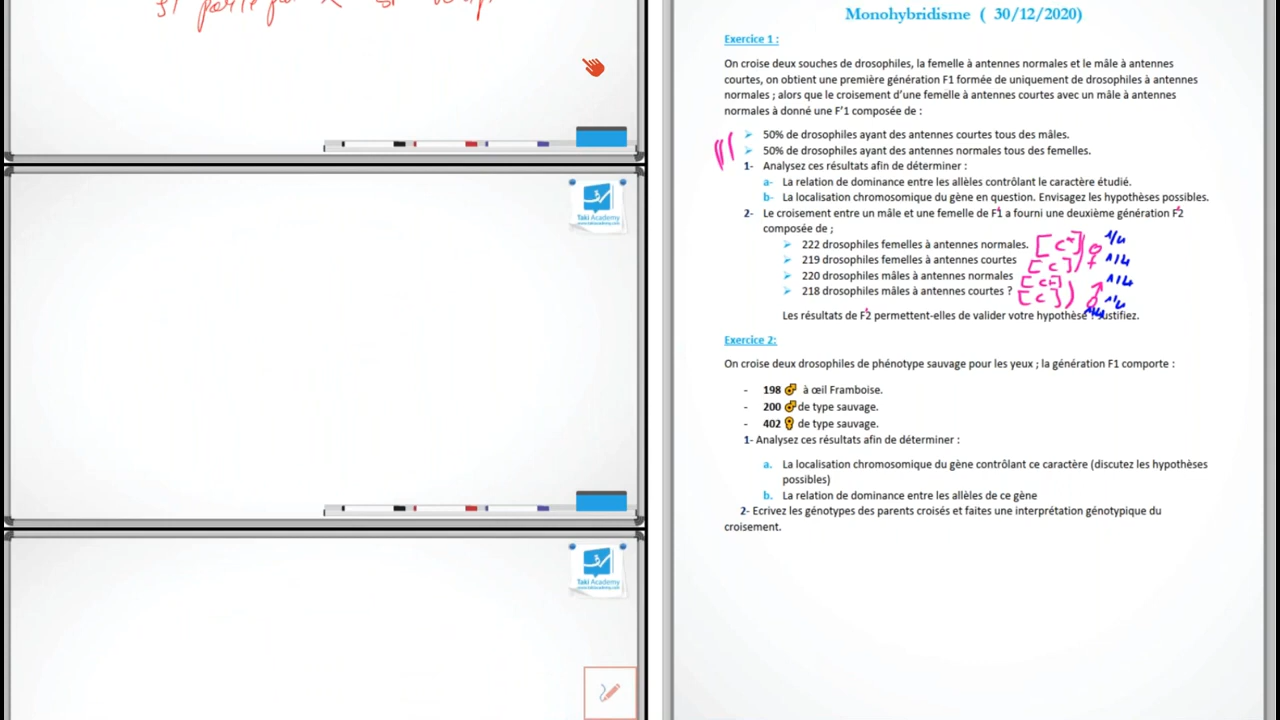 st porté par X
Taki Academy
www.takiacademy.com
Taki Academy
www.takiacademy.com
Monohybridisme ( 30/12/2020)
Exercice 1 :
On croise deux souches de drosophiles, la femelle à antennes normales et le mâle à antennes
courtes, on obtient une première génération F1 formée de uniquement de drosophiles à antennes
normales ; alors que le croisement d'une femelle à antennes courtes avec un mâle à antennes
normales à donné une F'1 composée de :
➢ 50% de drosophiles ayant des antennes courtes tous des mâles.
➢ 50% de drosophiles ayant des antennes normales tous des femelles.
1- Analysez ces résultats afin de déterminer :
a- La relation de dominance entre les allèles contrôlant le caractère étudié.
b- La localisation chromosomique du gène en question. Envisagez les hypothèses possibles.
2- Le croisement entre un mâle et une femelle de F'1 a fourni une deuxième génération F'2
composée de ;
➢ 222 drosophiles femelles à antennes normales. [C+] ♀ 1/4
➢ 219 drosophiles femelles à antennes courtes [C] 1/4
➢ 220 drosophiles mâles à antennes normales [C+] 1/4
➢ 218 drosophiles mâles à antennes courtes ? [C] ♂ 1/4
Les résultats de F'2 permettent-elles de valider votre hypothèse ? Justifiez.
Exercice 2:
On croise deux drosophiles de phénotype sauvage pour les yeux ; la génération F1 comporte :
- 198 ♂ à œil Framboise.
- 200 ♂ de type sauvage.
- 402 ♀ de type sauvage.
1- Analysez ces résultats afin de déterminer :
a. La localisation chromosomique du gène contrôlant ce caractère (discutez les hypothèses
possibles)
b. La relation de dominance entre les allèles de ce gène
2- Ecrivez les génotypes des parents croisés et faites une interprétation génotypique du
croisement.